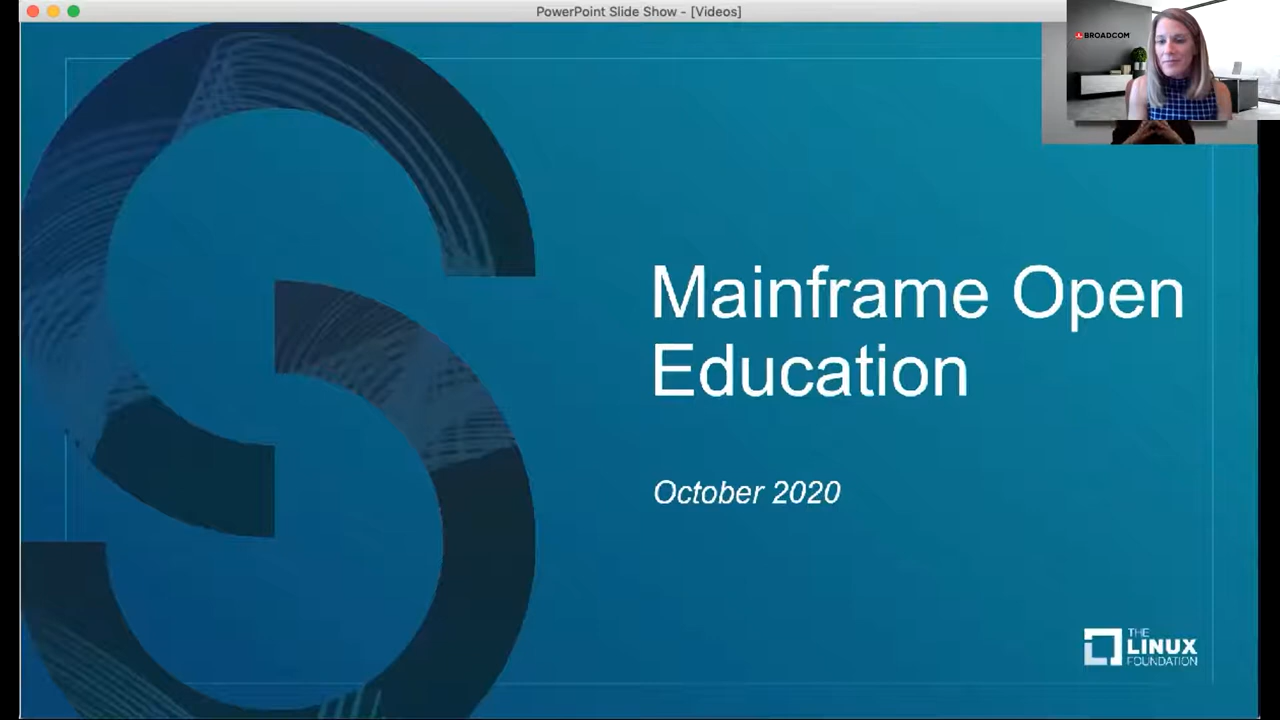 PowerPoint Slide Show - [Videos]
BROADCOM
Mainframe Open
Education
October 2020
THE
LINUX
FOUNDATION